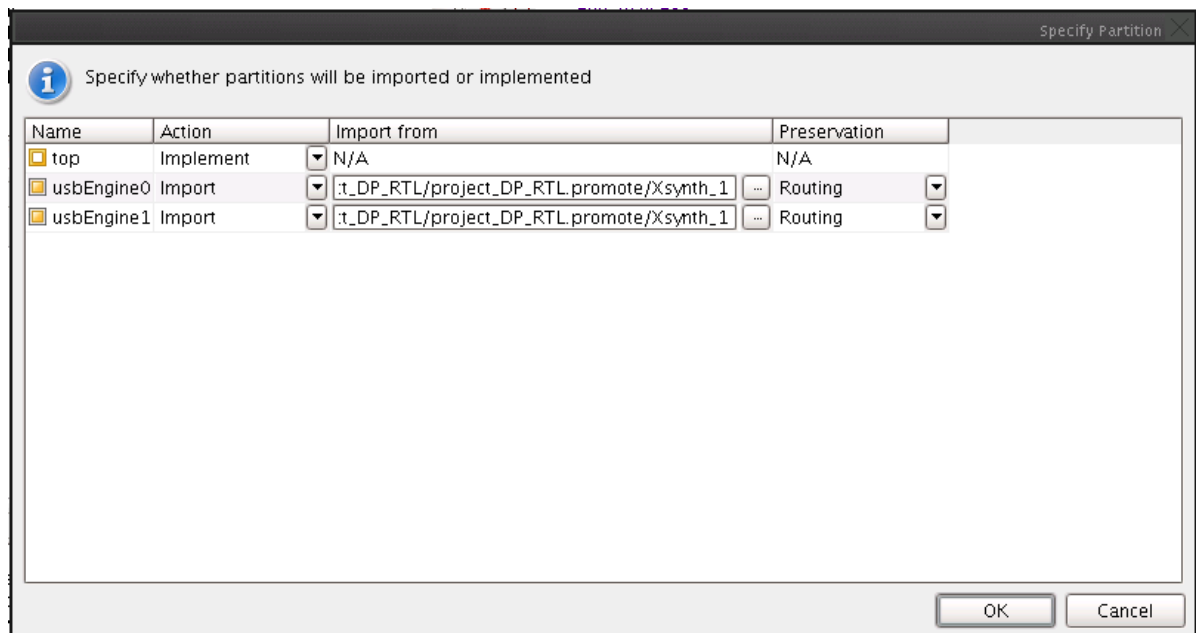 Specify Partition
Specify whether partitions will be imported or implemented
Name Action Import from Preservation
top Implement N/A N/A
usbEngine0 Import :t_DP_RTL/project_DP_RTL.promote/Xsynth_1 ... Routing
usbEngine1 Import :t_DP_RTL/project_DP_RTL.promote/Xsynth_1 ... Routing
OK Cancel